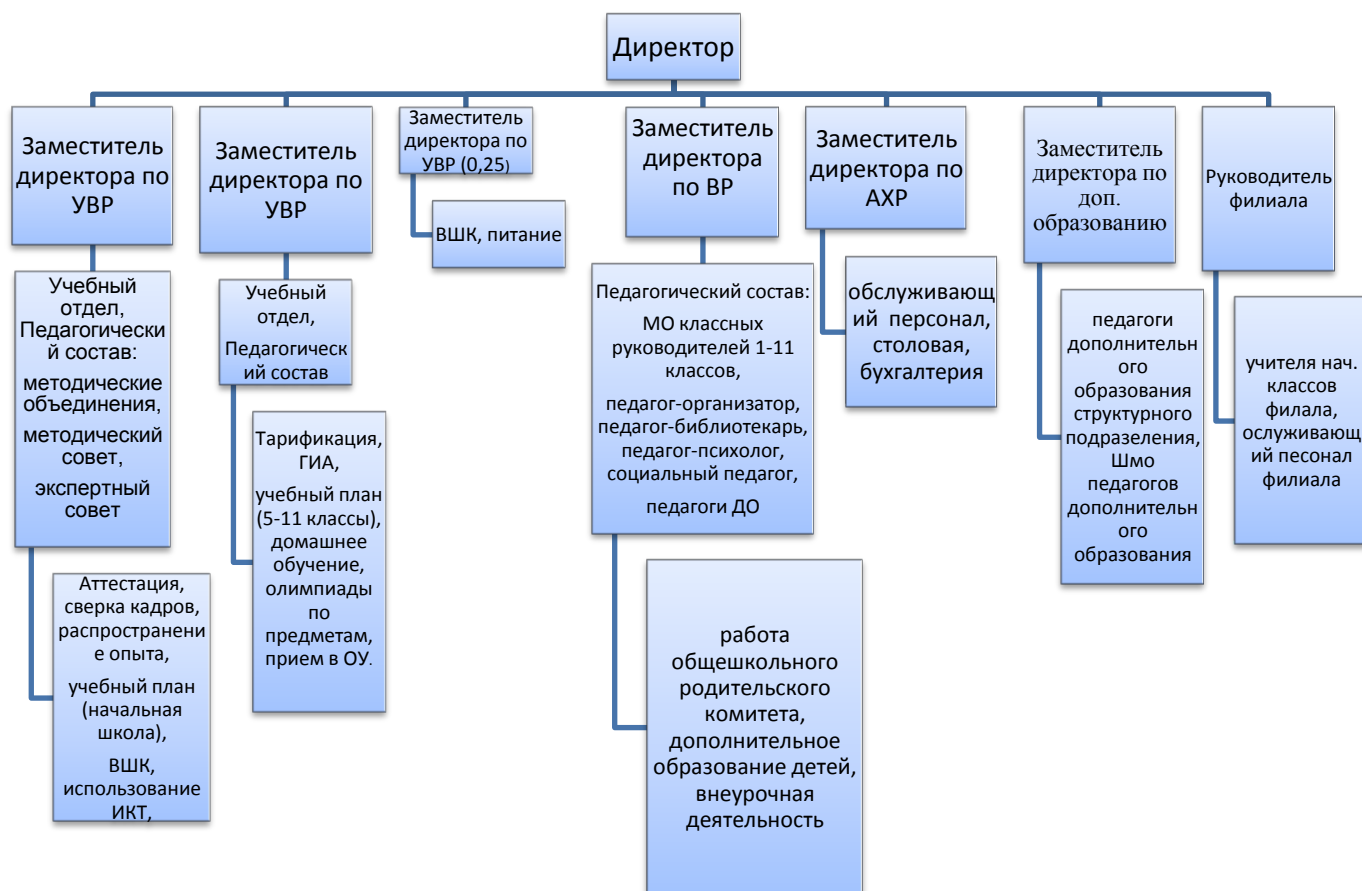 Директор
Заместитель
директора по
УВР
Учебный
отдел,
Педагогически
й состав:
методические
объединения,
методический
совет,
экспертный
совет
Аттестация,
сверка кадров,
распространени
е опыта,
учебный план
(начальная
школа),
ВШК,
использование
ИКТ,
Заместитель
директора по
УВР
Учебный
отдел,
Педагогическ
ий состав
Тарификация,
ГИА,
учебный план
(5-11 классы),
домашнее
обучение,
олимпиады
по
предметам,
прием в ОУ.
Заместитель
директора по
УВР (0,25)
ВШК, питание
Заместитель
директора
по ВР
Педагогический состав:
МО классных
руководителей 1-11
классов,
педагог-организатор,
педагог-библиотекарь,
педагог-психолог,
социальный педагог,
педагоги ДО
работа
общешкольного
родительского
комитета,
дополнительное
образование детей,
внеурочная
деятельность
Заместитель
директора по
АХР
обслуживающ
ий персонал,
столовая,
бухгалтерия
Заместитель
директора по
доп.
образованию
педагоги
дополнительн
ого
образования
структурного
подразеления,
Шмо
педагогов
дополнительн
ого
образования
Руководитель
филиала
учителя нач.
классов
филала,
ослуживающ
ий песонал
филиала